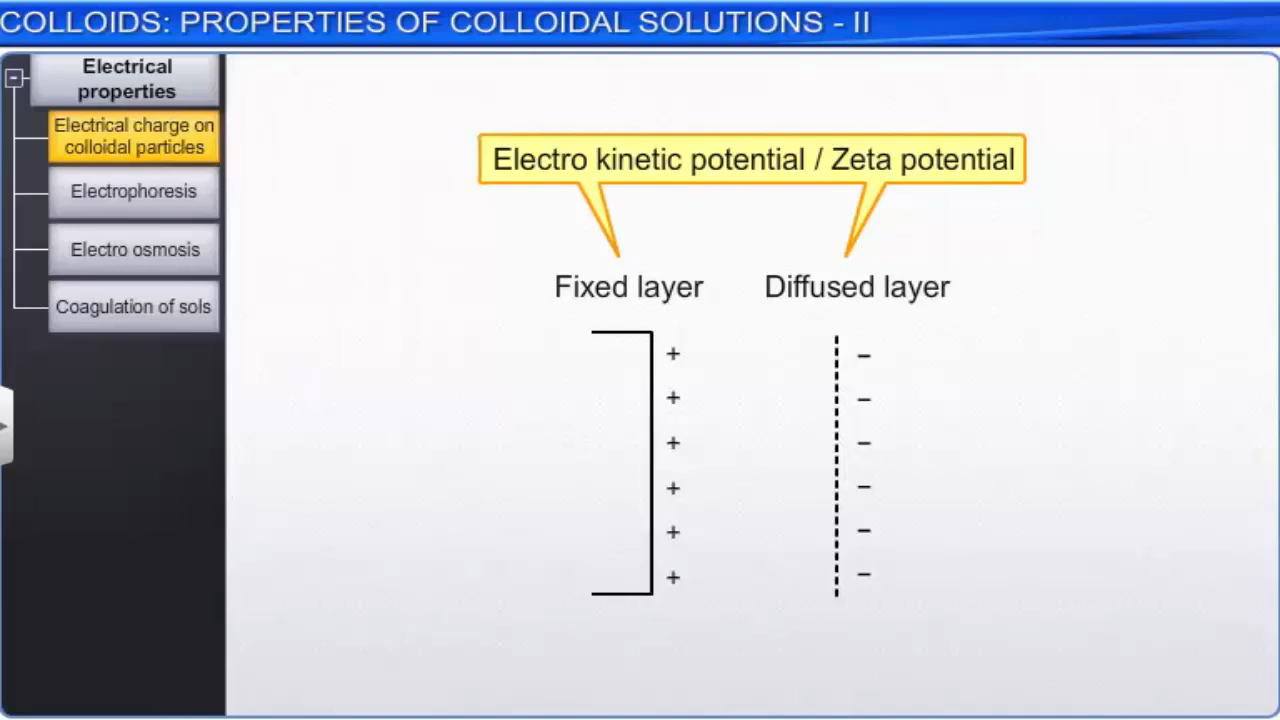 COLLOIDS: PROPERTIES OF COLLOIDAL SOLUTIONS - II
Electrical
properties
Electrical charge on
colloidal particles
Electrophoresis
Electro osmosis
Coagulation of sols
Electro kinetic potential / Zeta potential
Fixed layer Diffused layer
+ −
+ −
+ −
+ −
+ −
+ −